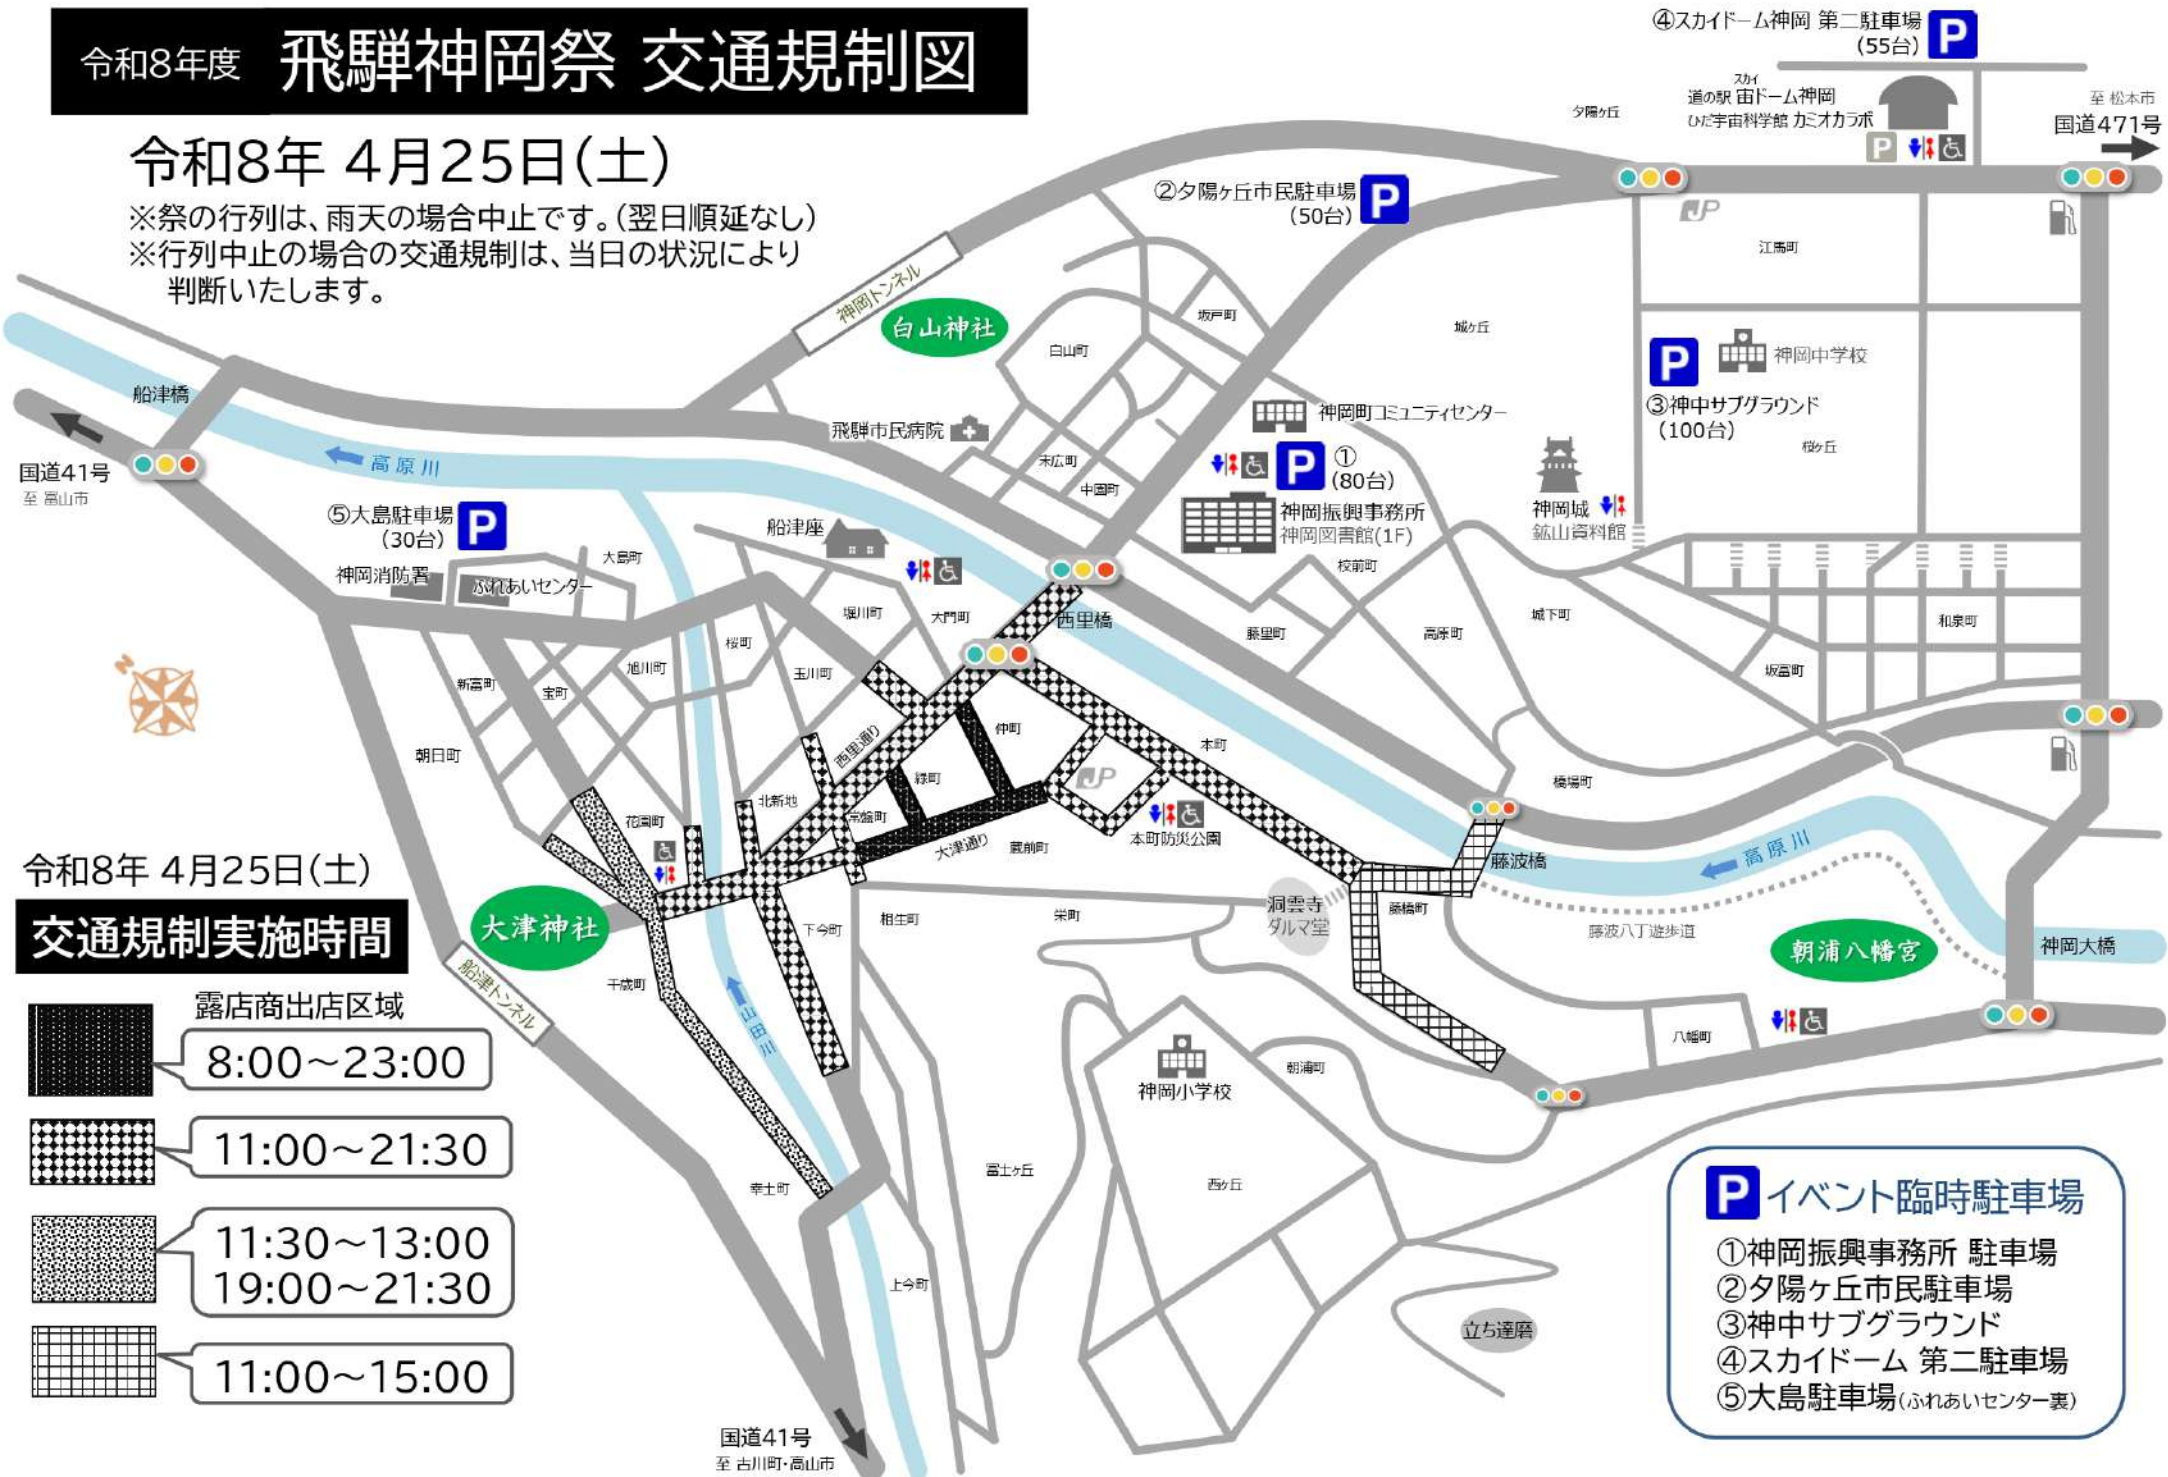 令和8年度 飛騨神岡祭 交通規制図
令和8年 4月25日(土)
※祭の行列は、雨天の場合中止です。(翌日順延なし)
※行列中止の場合の交通規制は、当日の状況により
判断いたします。
④スカイドーム神岡 第二駐車場
(55台)
P
スカイ
道の駅 宙ドーム神岡
ひだ宇宙科学館 カミオカラボ
P
至 松本市
国道471号
夕陽ヶ丘
②夕陽ヶ丘市民駐車場
(50台)
P
JP
江馬町
神岡トンネル
白山神社
坂戸町
白山町
城ヶ丘
P
神岡中学校
③神中サブグラウンド
(100台)
桜ヶ丘
船津橋
高原川
国道41号
至 富山市
飛騨市民病院
神岡町コミュニティセンター
P
①
(80台)
神岡振興事務所
神岡図書館(1F)
末広町
中園町
神岡城
鉱山資料館
⑤大島駐車場
(30台)
P
神岡消防署
ふれあいセンター
大島町
船津座
堀川町
大門町
西里橋
校前町
藤里町
高原町
城下町
和泉町
坂富町
N
新富町
宝町
旭川町
桜町
玉川町
朝日町
西里通り
仲町
本町
緑町
JP
北新地
常盤町
花園町
大津通り
蔵前町
本町防災公園
橋場町
藤波橋
高原川
令和8年 4月25日(土)
交通規制実施時間
大津神社
下今町
相生町
栄町
洞雲寺
ダルマ堂
藤橋町
藤波八丁遊歩道
朝浦八幡宮
神岡大橋
船津トンネル
千歳町
山田川
露店商出店区域
8:00～23:00
11:00～21:30
11:30～13:00
19:00～21:30
11:00～15:00
神岡小学校
朝浦町
八幡町
幸土町
富士ヶ丘
西ヶ丘
上今町
立ち達磨
国道41号
至 古川町・高山市
P イベント臨時駐車場
①神岡振興事務所 駐車場
②夕陽ヶ丘市民駐車場
③神中サブグラウンド
④スカイドーム 第二駐車場
⑤大島駐車場(ふれあいセンター裏)